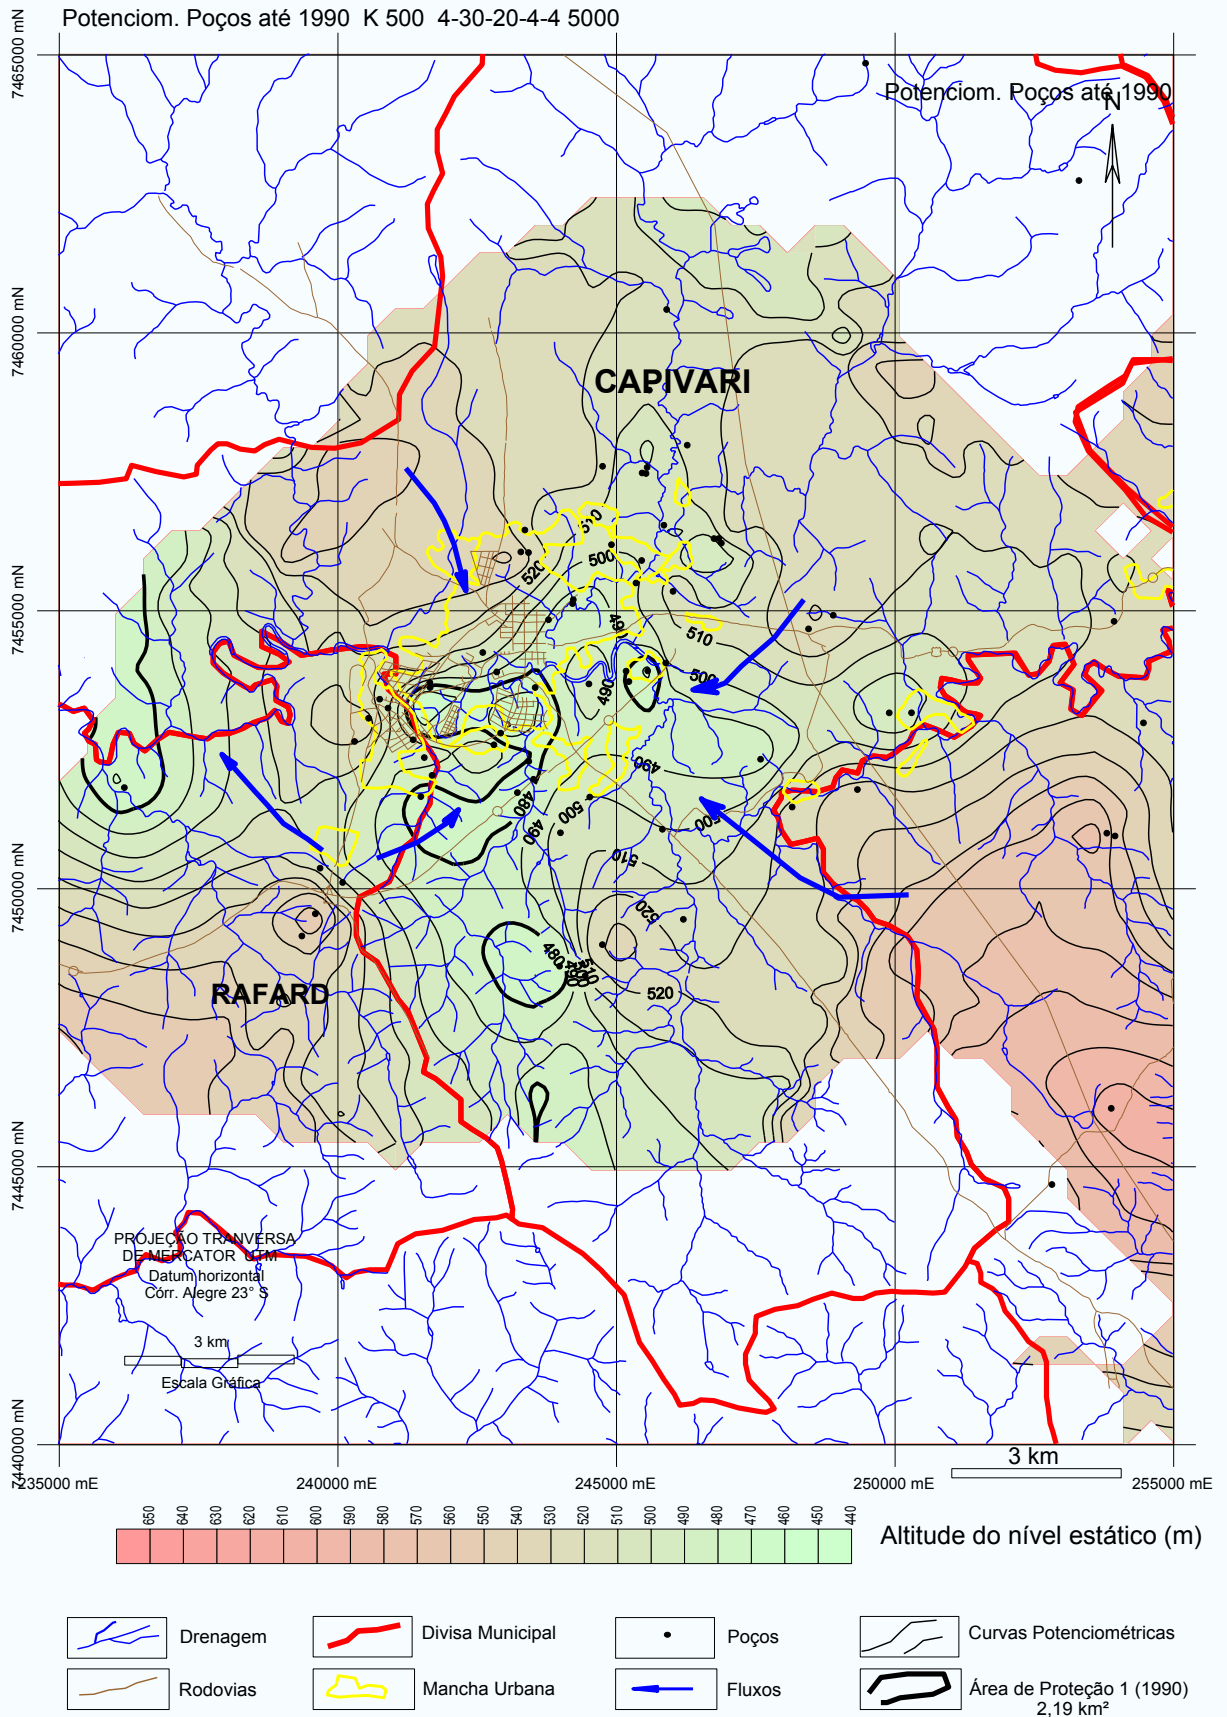 Potenciom. Poços até 1990 K 500 4-30-20-4-4 5000
Potenciom. Poços até 1990
N
7465000 mN
7460000 mN
7455000 mN
7450000 mN
7445000 mN
7440000 mN
CAPIVARI
RAFARD
520
500
510
500
490
490
490
500
500
480
490
510
520
480
510
520
PROJEÇÃO TRANVERSA
DE MERCATOR UTM
Datum horizontal
Córr. Alegre 23° S
3 km
Escala Gráfica
3 km
235000 mE
240000 mE
245000 mE
250000 mE
255000 mE
650 640 630 620 610 600 590 580 570 560 550 540 530 520 510 500 490 480 470 460 450 440
Altitude do nível estático (m)
Drenagem
Divisa Municipal
Poços
Curvas Potenciométricas
Rodovias
Mancha Urbana
Fluxos
Área de Proteção 1 (1990)
2,19 km²